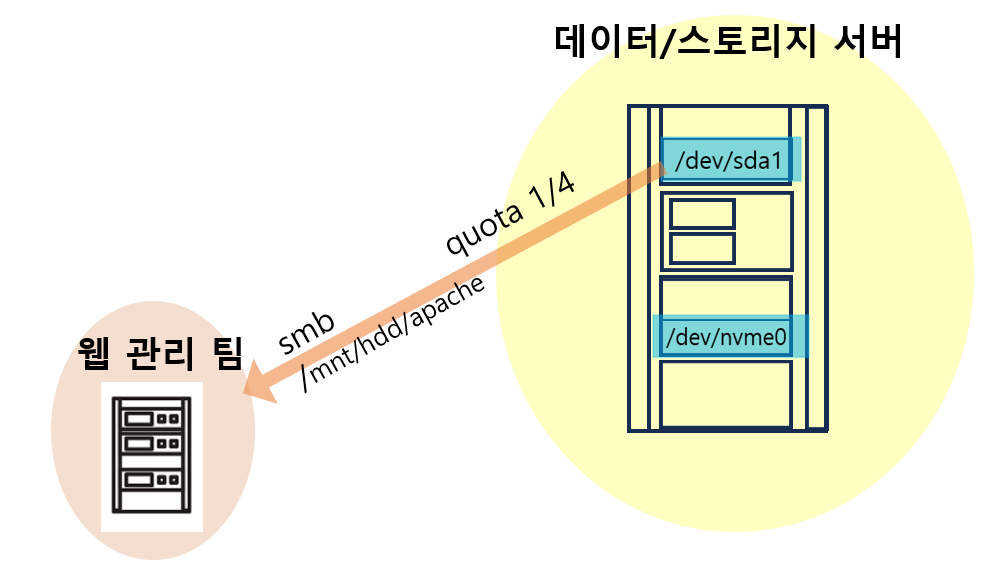 데이터/스토리지 서버
/dev/sda1
quota 1/4
smb
/mnt/hdd/apache
/dev/nvme0
웹 관리 팀